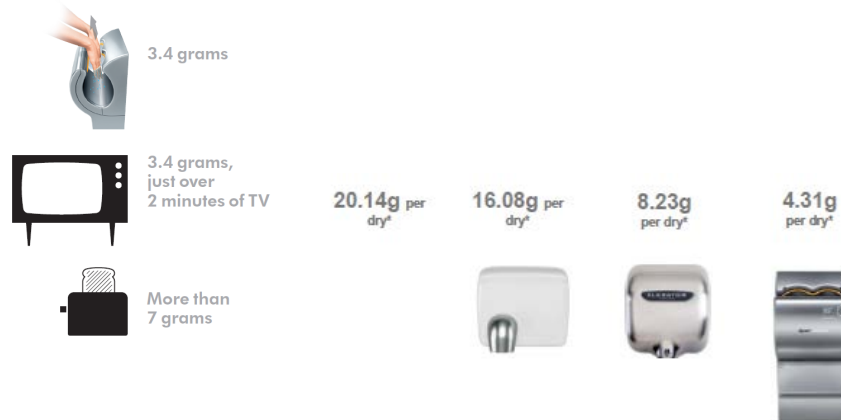 3.4 grams
3.4 grams,
just over
2 minutes of TV
More than
7 grams
20.14g per
dry*
16.08g per
dry*
8.23g
per dry*
4.31g
per dry*